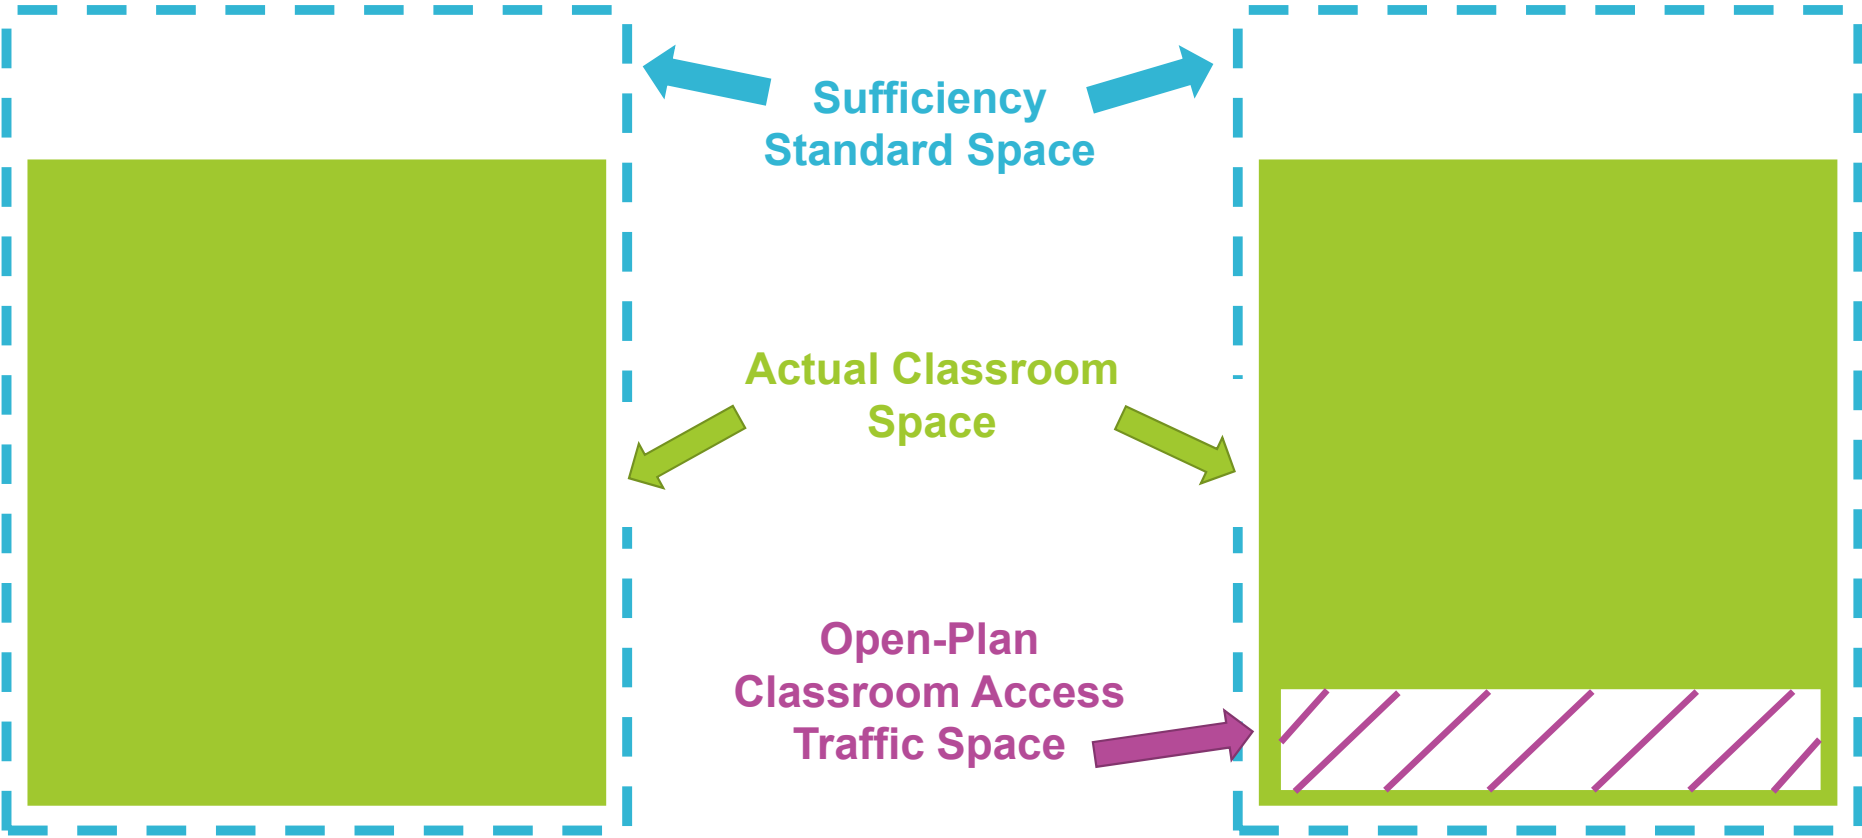 Sufficiency
Standard Space
Actual Classroom
Space
Open-Plan
Classroom Access
Traffic Space